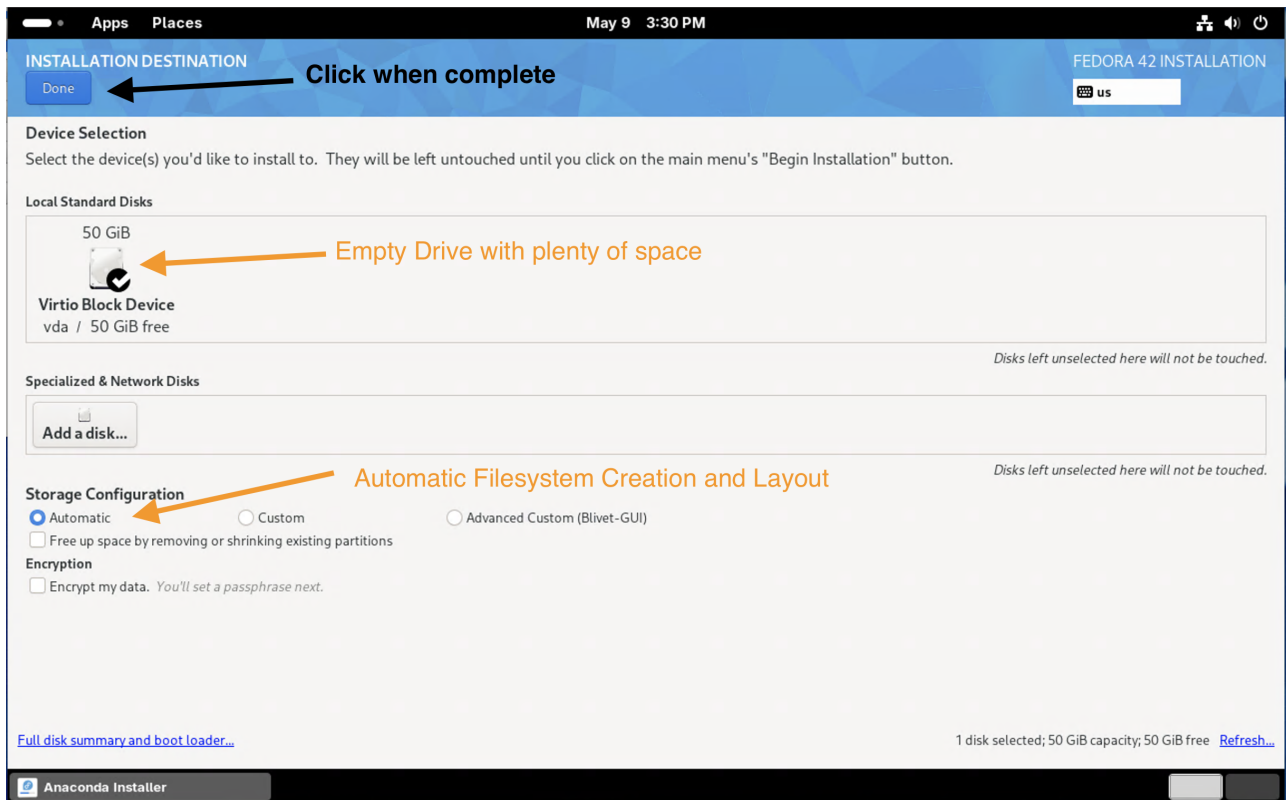 Apps Places May 9 3:30 PM
INSTALLATION DESTINATION
FEDORA 42 INSTALLATION
Done
Click when complete
us
Device Selection
Select the device(s) you'd like to install to. They will be left untouched until you click on the main menu's "Begin Installation" button.
Local Standard Disks
50 GiB
Empty Drive with plenty of space
Virtio Block Device
vda / 50 GiB free
Disks left unselected here will not be touched.
Specialized & Network Disks
Add a disk...
Disks left unselected here will not be touched.
Automatic Filesystem Creation and Layout
Storage Configuration
Automatic Custom Advanced Custom (Blivet-GUI)
Free up space by removing or shrinking existing partitions
Encryption
Encrypt my data. You'll set a passphrase next.
Full disk summary and boot loader...
1 disk selected; 50 GiB capacity; 50 GiB free Refresh...
Anaconda Installer